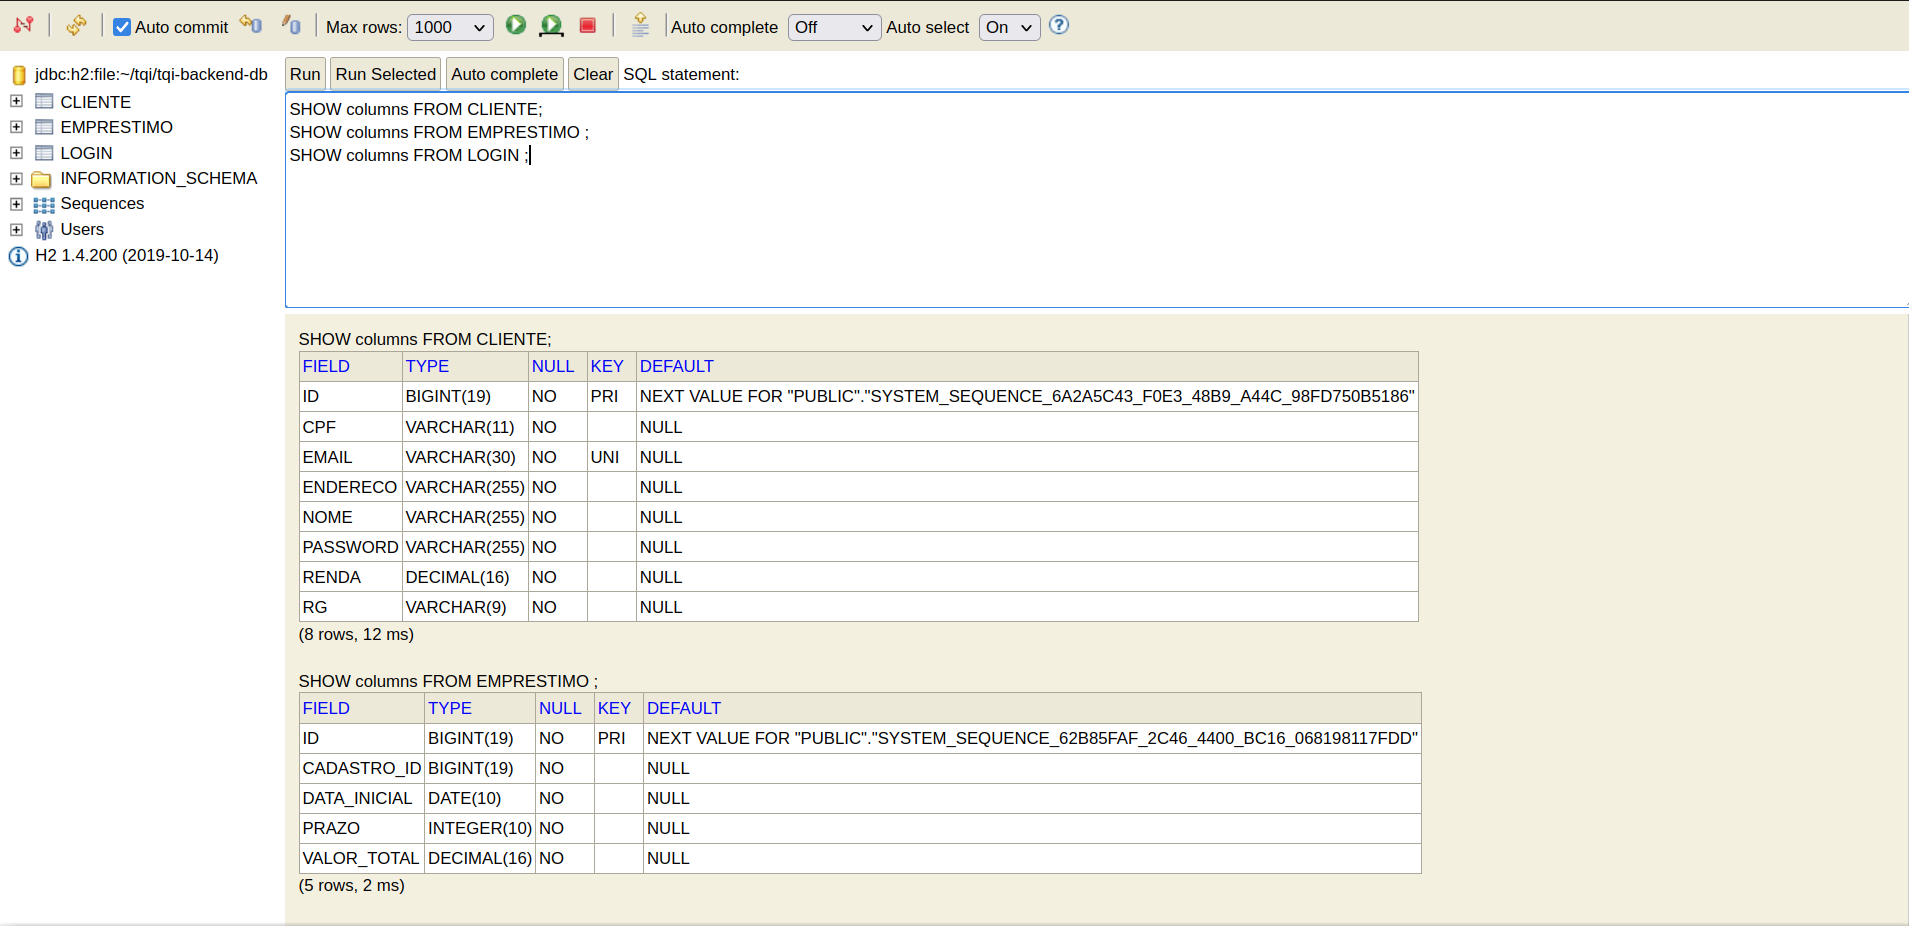 Auto commit Max rows: 1000 Auto complete Off Auto select On
jdbc:h2:file:~/tqi/tqi-backend-db
CLIENTE
EMPRESTIMO
LOGIN
INFORMATION_SCHEMA
Sequences
Users
H2 1.4.200 (2019-10-14)
Run Run Selected Auto complete Clear SQL statement:
SHOW columns FROM CLIENTE;
SHOW columns FROM EMPRESTIMO ;
SHOW columns FROM LOGIN ;
SHOW columns FROM CLIENTE;
FIELD TYPE NULL KEY DEFAULT
ID BIGINT(19) NO PRI NEXT VALUE FOR "PUBLIC"."SYSTEM_SEQUENCE_6A2A5C43_F0E3_48B9_A44C_98FD750B5186"
CPF VARCHAR(11) NO NULL
EMAIL VARCHAR(30) NO UNI NULL
ENDERECO VARCHAR(255) NO NULL
NOME VARCHAR(255) NO NULL
PASSWORD VARCHAR(255) NO NULL
RENDA DECIMAL(16) NO NULL
RG VARCHAR(9) NO NULL
(8 rows, 12 ms)
SHOW columns FROM EMPRESTIMO ;
FIELD TYPE NULL KEY DEFAULT
ID BIGINT(19) NO PRI NEXT VALUE FOR "PUBLIC"."SYSTEM_SEQUENCE_62B85FAF_2C46_4400_BC16_068198117FDD"
CADASTRO_ID BIGINT(19) NO NULL
DATA_INICIAL DATE(10) NO NULL
PRAZO INTEGER(10) NO NULL
VALOR_TOTAL DECIMAL(16) NO NULL
(5 rows, 2 ms)